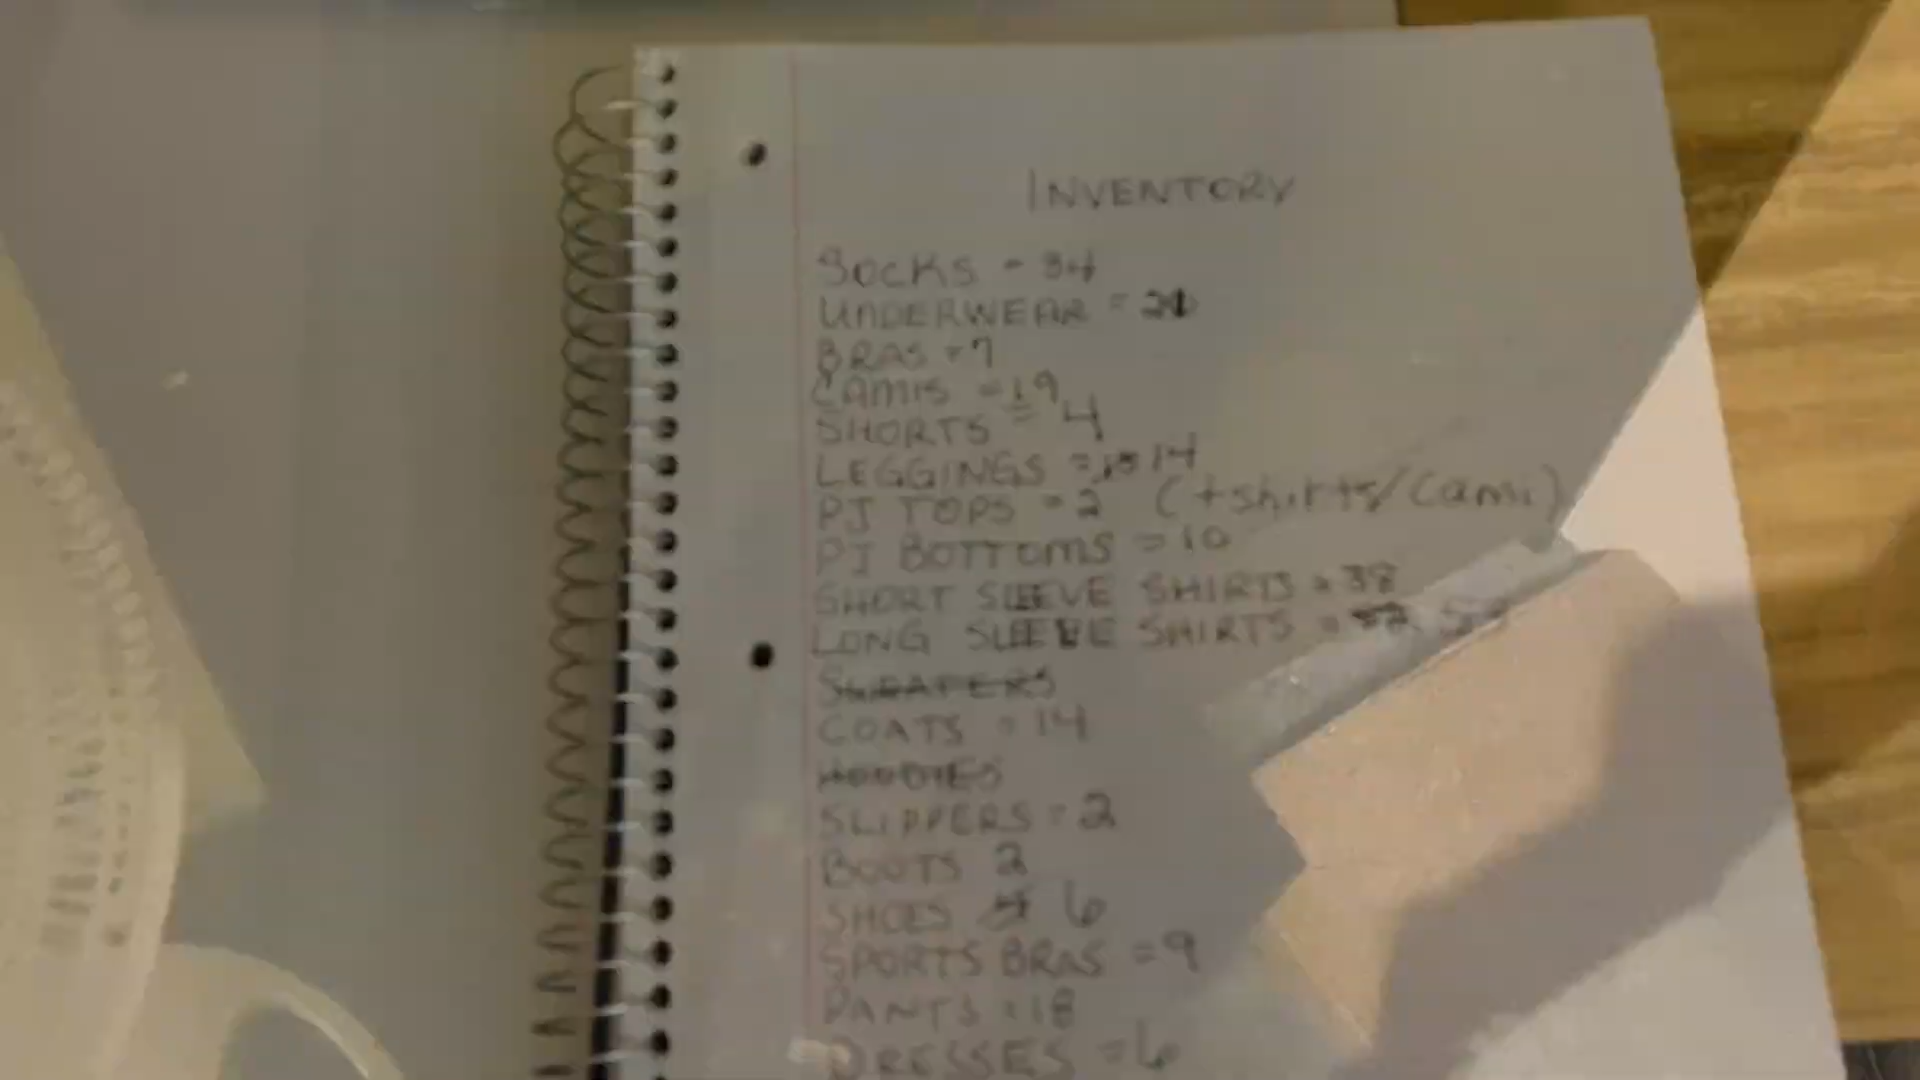 INVENTORY
SOCKS - 34
UNDERWEAR =
BRAS = 7
CAMIS = 19
SHORTS = 4
LEGGINGS = 14
PJ TOPS = 2 (tshirts/cami)
PJ BOTTOMS = 10
SHORT SLEEVE SHIRTS = 38
LONG SLEEVE SHIRTS =
SWEATERS
COATS = 14
HOODIES
SLIPPERS = 2
BOOTS 2
SHOES 6
SPORTS BRAS = 9
PANTS = 18
DRESSES = 6